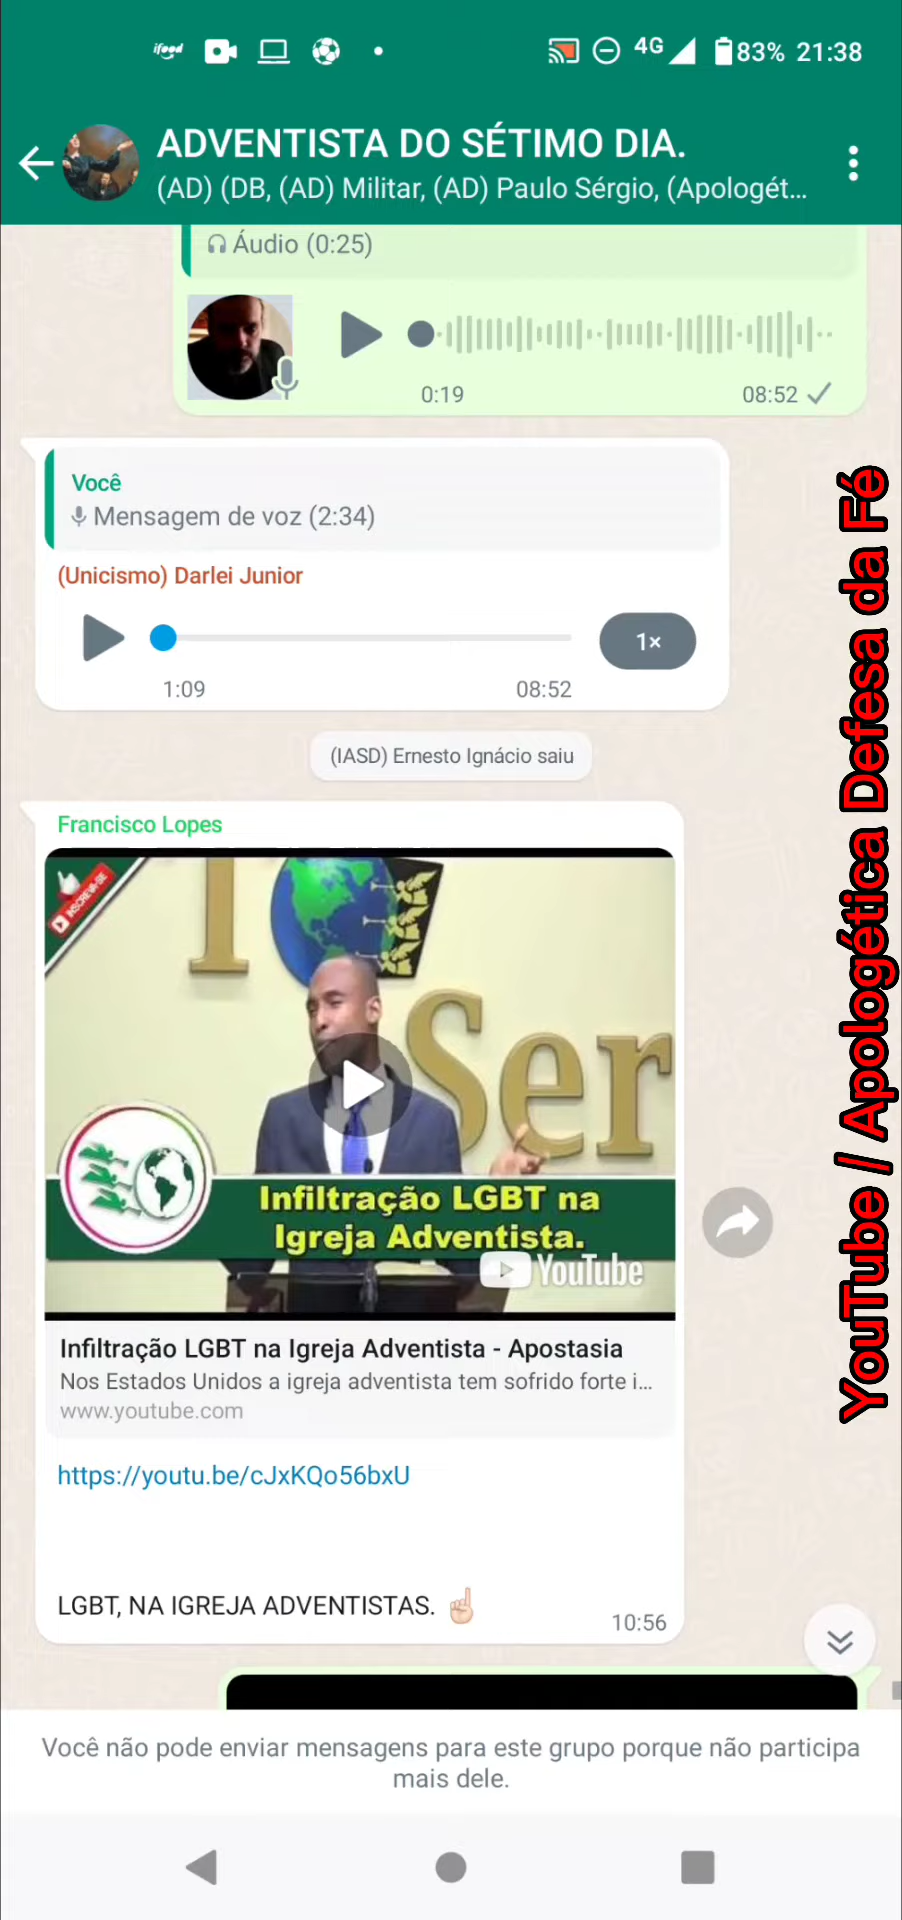 ifood
4G
83% 21:38
ADVENTISTA DO SÉTIMO DIA.
(AD) (DB, (AD) Militar, (AD) Paulo Sérgio, (Apologét...
Áudio (0:25)
0:19
08:52
Você
Mensagem de voz (2:34)
(Unicismo) Darlei Junior
1×
1:09
08:52
(IASD) Ernesto Ignácio saiu
Francisco Lopes
INSCREVA-SE
Ser
Infiltração LGBT na
Igreja Adventista.
YouTube
Infiltração LGBT na Igreja Adventista - Apostasia
Nos Estados Unidos a igreja adventista tem sofrido forte i...
www.youtube.com
https://youtu.be/cJxKQo56bxU
LGBT, NA IGREJA ADVENTISTAS. ☝🏻
10:56
Você não pode enviar mensagens para este grupo porque não participa
mais dele.
YouTube / Apologética Defesa da Fé